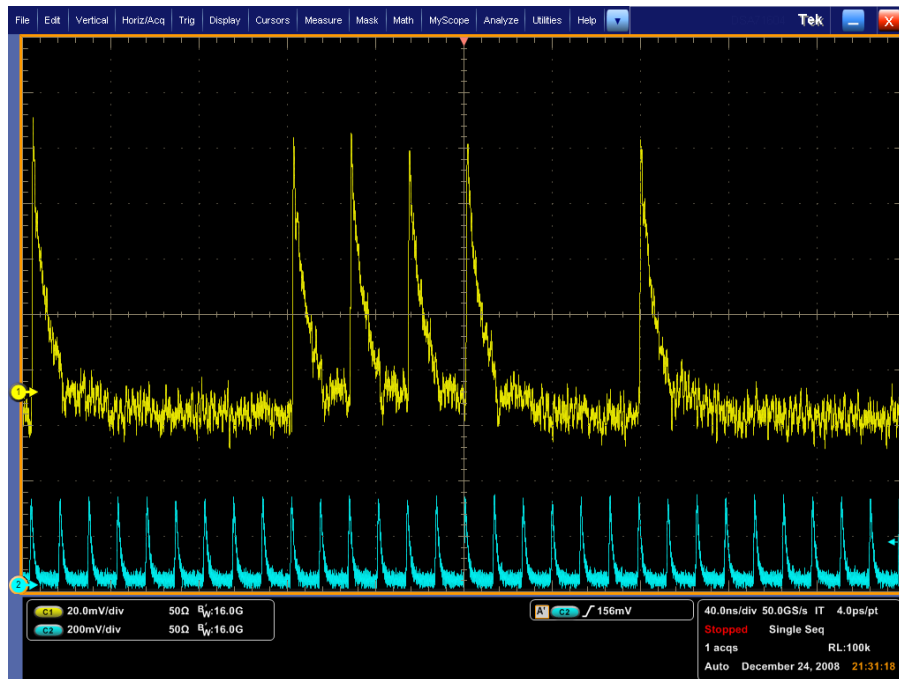 File Edit Vertical Horiz/Acq Trig Display Cursors Measure Mask Math MyScope Analyze Utilities Help Tek X
1
2
C1 20.0mV/div 50Ω BW:16.0G
C2 200mV/div 50Ω BW:16.0G
A' C2 156mV
40.0ns/div 50.0GS/s IT 4.0ps/pt
Stopped Single Seq
1 acqs RL:100k
Auto December 24, 2008 21:31:18